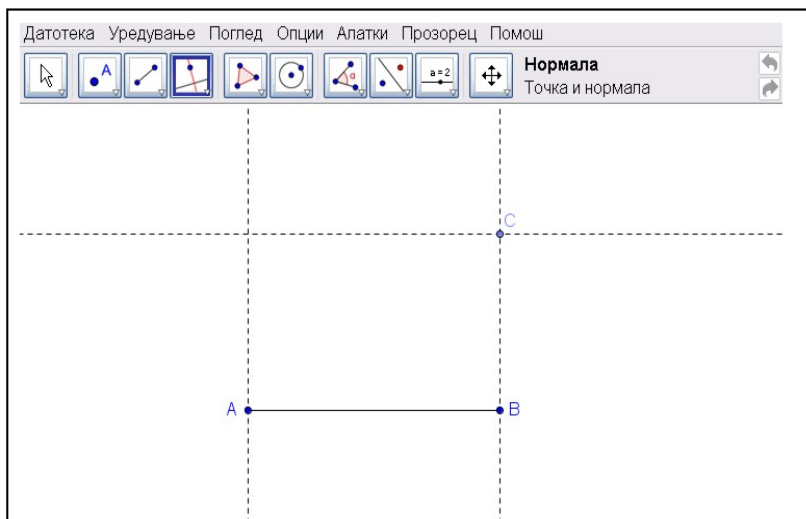 Датотека Уредување Поглед Опции Алатки Прозорец Помош
A α a = 2 Нормала
Точка и нормала
C
A B